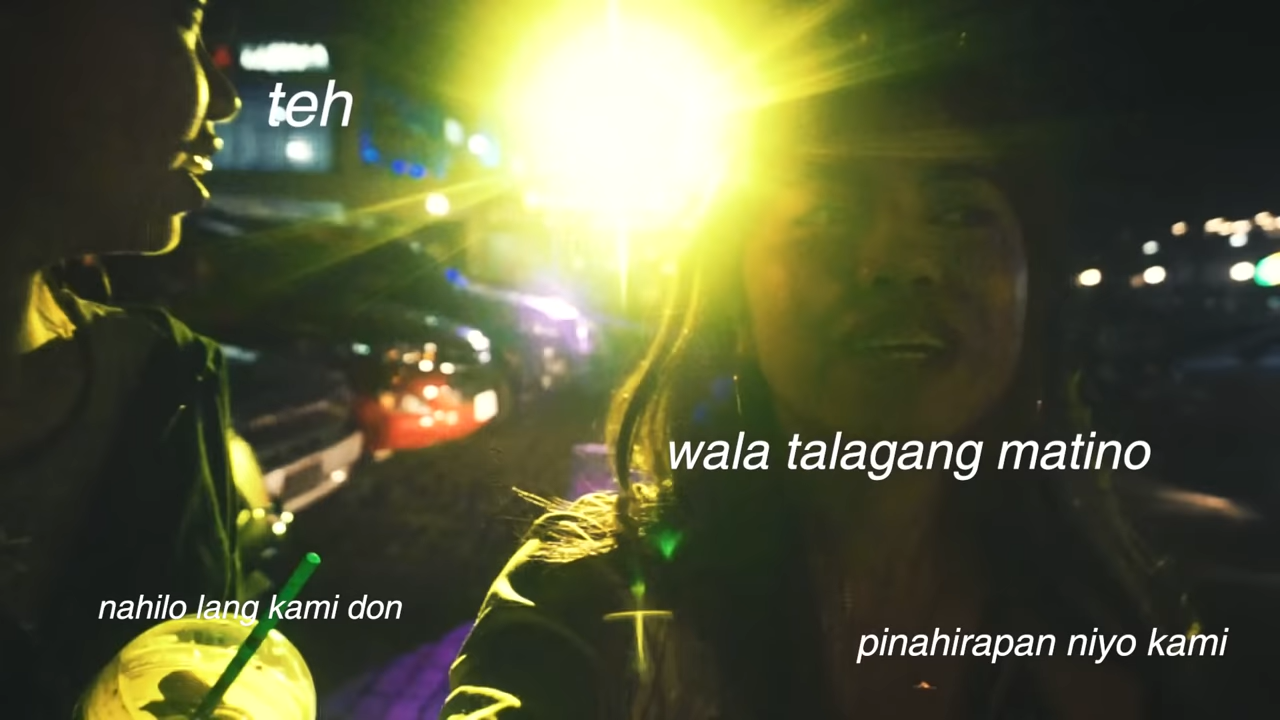 teh
wala talagang matino
nahilo lang kami don
pinahirapan niyo kami